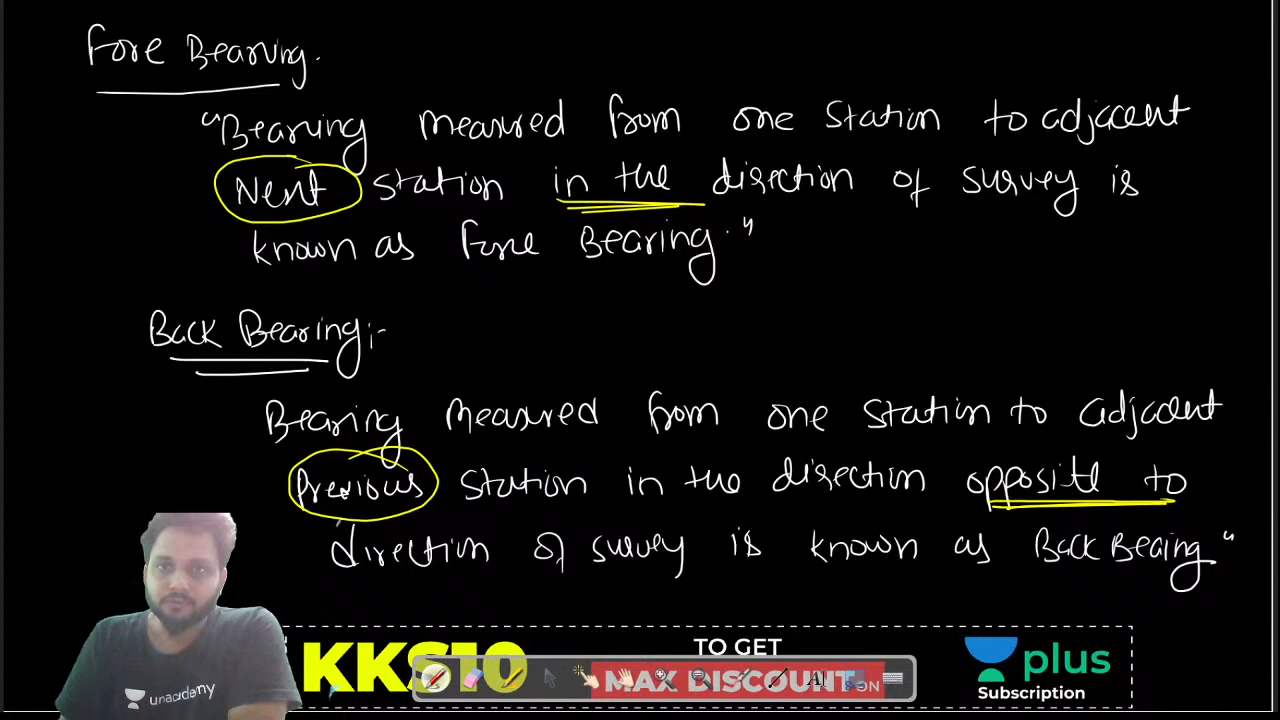 Fore Bearing.
"Bearing measured from one station to adjacent
Next station in the direction of survey is
known as Fore Bearing."
Back Bearing:-
Bearing measured from one station to adjacent
Previous station in the direction opposite to
direction of survey is known as Back Bearing"
KKS10
TO GET
MAX DISCOUNT
ON
plus
Subscription
unacademy